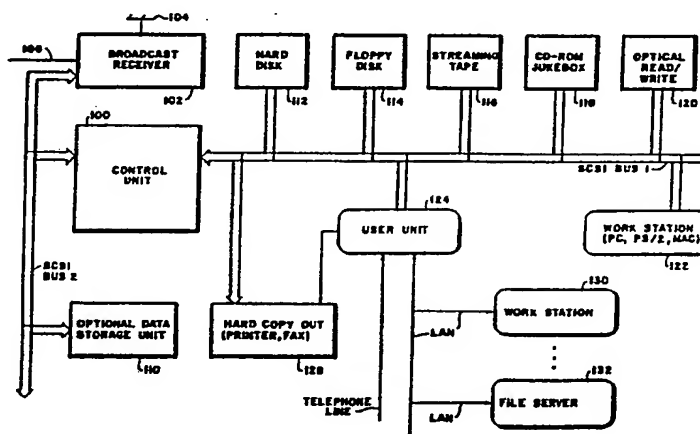 104
BROADCAST
RECEIVER
102
HARD
DISK
112
FLOPPY
DISK
114
STREAMING
TAPE
116
CD-ROM
JUKEBOX
118
OPTICAL
READ/
WRITE
120
100
CONTROL
UNIT
SCSI BUS 1
124
USER UNIT
WORK STATION
(PC, PS/2, MAC)
122
SCSI
BUS 2
OPTIONAL DATA
STORAGE UNIT
110
HARD COPY OUT
(PRINTER, FAX)
128
130
WORK STATION
LAN
132
FILE SERVER
LAN
TELEPHONE
LINE